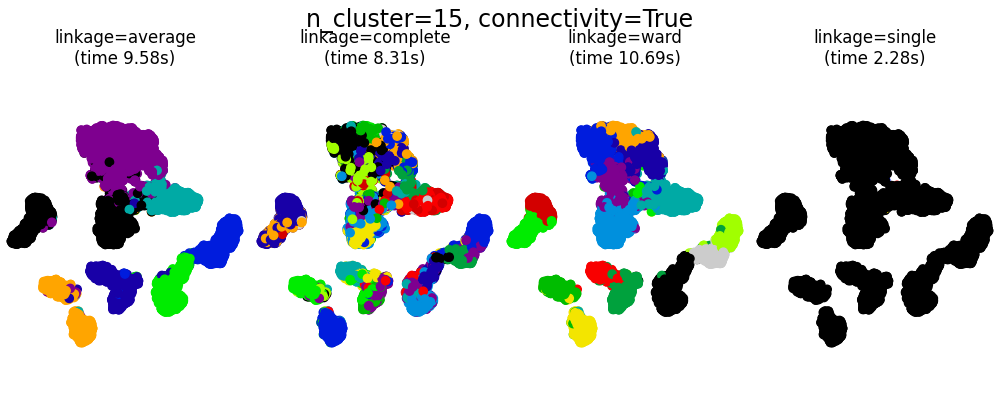 n_cluster=15, connectivity=True
linkage=average
(time 9.58s)
linkage=complete
(time 8.31s)
linkage=ward
(time 10.69s)
linkage=single
(time 2.28s)